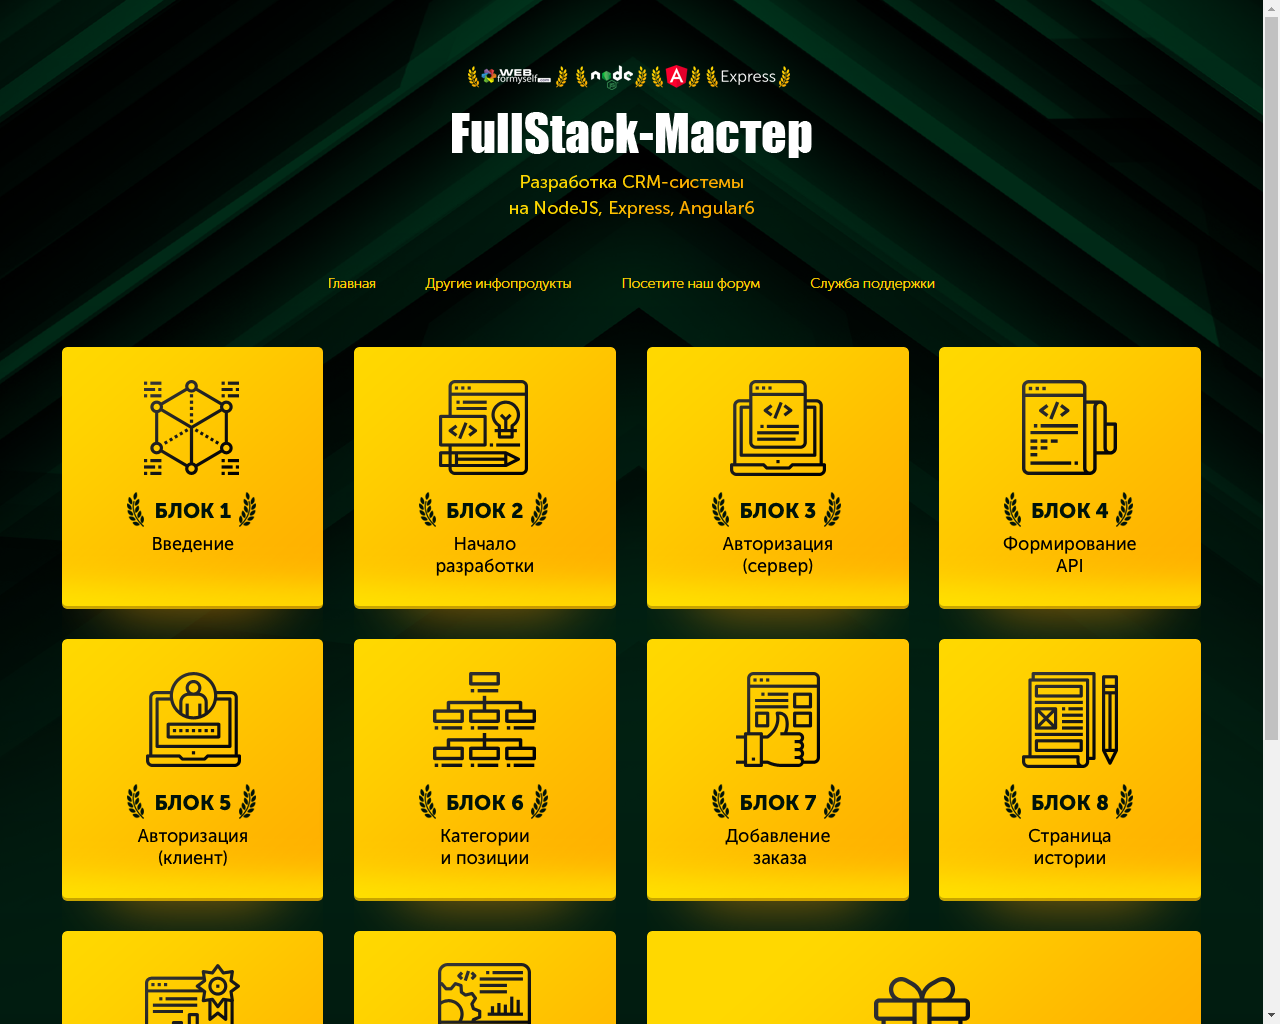 WEB
formyself.com
node
JS
A
Express
FullStack-Мастер
Разработка CRM-системы
на NodeJS, Express, Angular6
Главная
Другие инфопродукты
Посетите наш форум
Служба поддержки
БЛОК 1
Введение
БЛОК 2
Начало
разработки
БЛОК 3
Авторизация
(сервер)
БЛОК 4
Формирование
API
БЛОК 5
Авторизация
(клиент)
БЛОК 6
Категории
и позиции
БЛОК 7
Добавление
заказа
БЛОК 8
Страница
истории